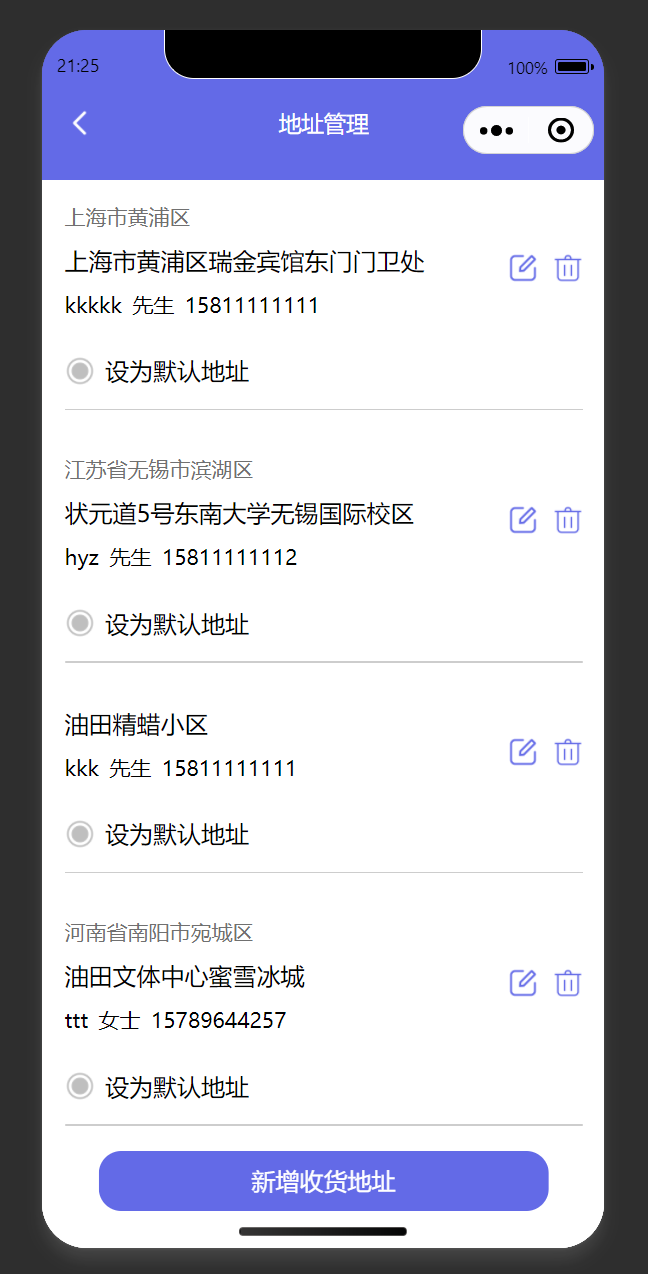 21:25
100%
地址管理
上海市黄浦区
上海市黄浦区瑞金宾馆东门门卫处
kkkkk 先生 15811111111
设为默认地址
江苏省无锡市滨湖区
状元道5号东南大学无锡国际校区
hyz 先生 15811111112
设为默认地址
油田精蜡小区
kkk 先生 15811111111
设为默认地址
河南省南阳市宛城区
油田文体中心蜜雪冰城
ttt 女士 15789644257
设为默认地址
新增收货地址